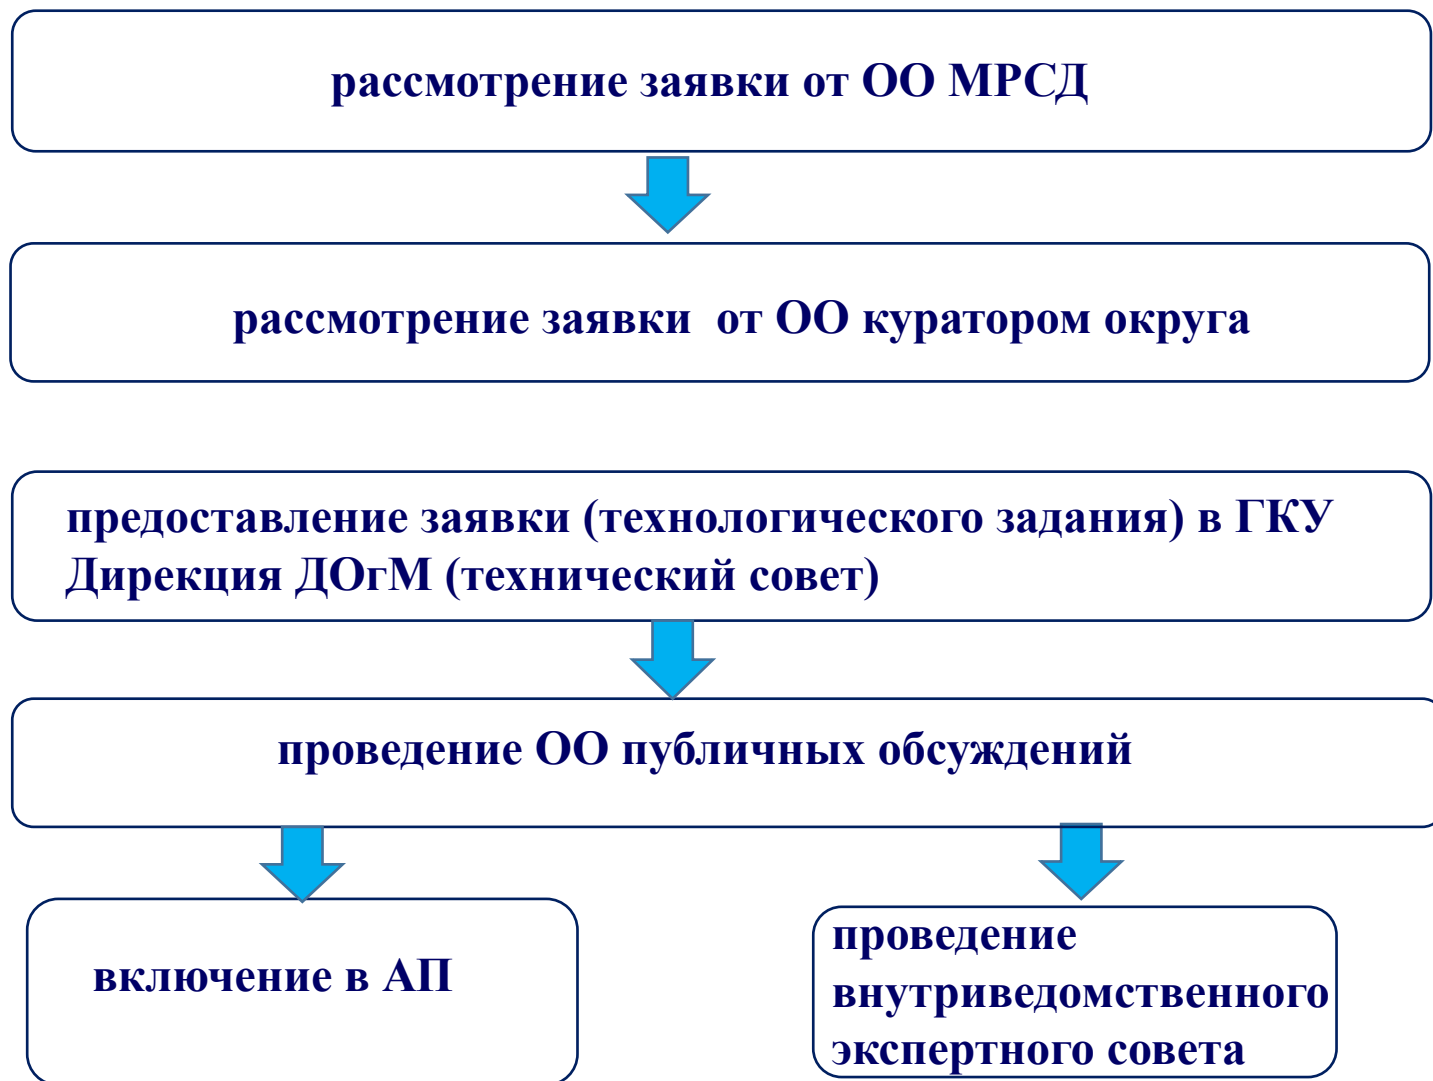 рассмотрение заявки от ОО МРСД
рассмотрение заявки от ОО куратором округа
предоставление заявки (технологического задания) в ГКУ
Дирекция ДОгМ (технический совет)
проведение ОО публичных обсуждений
включение в АП
проведение
внутриведомственного
экспертного совета